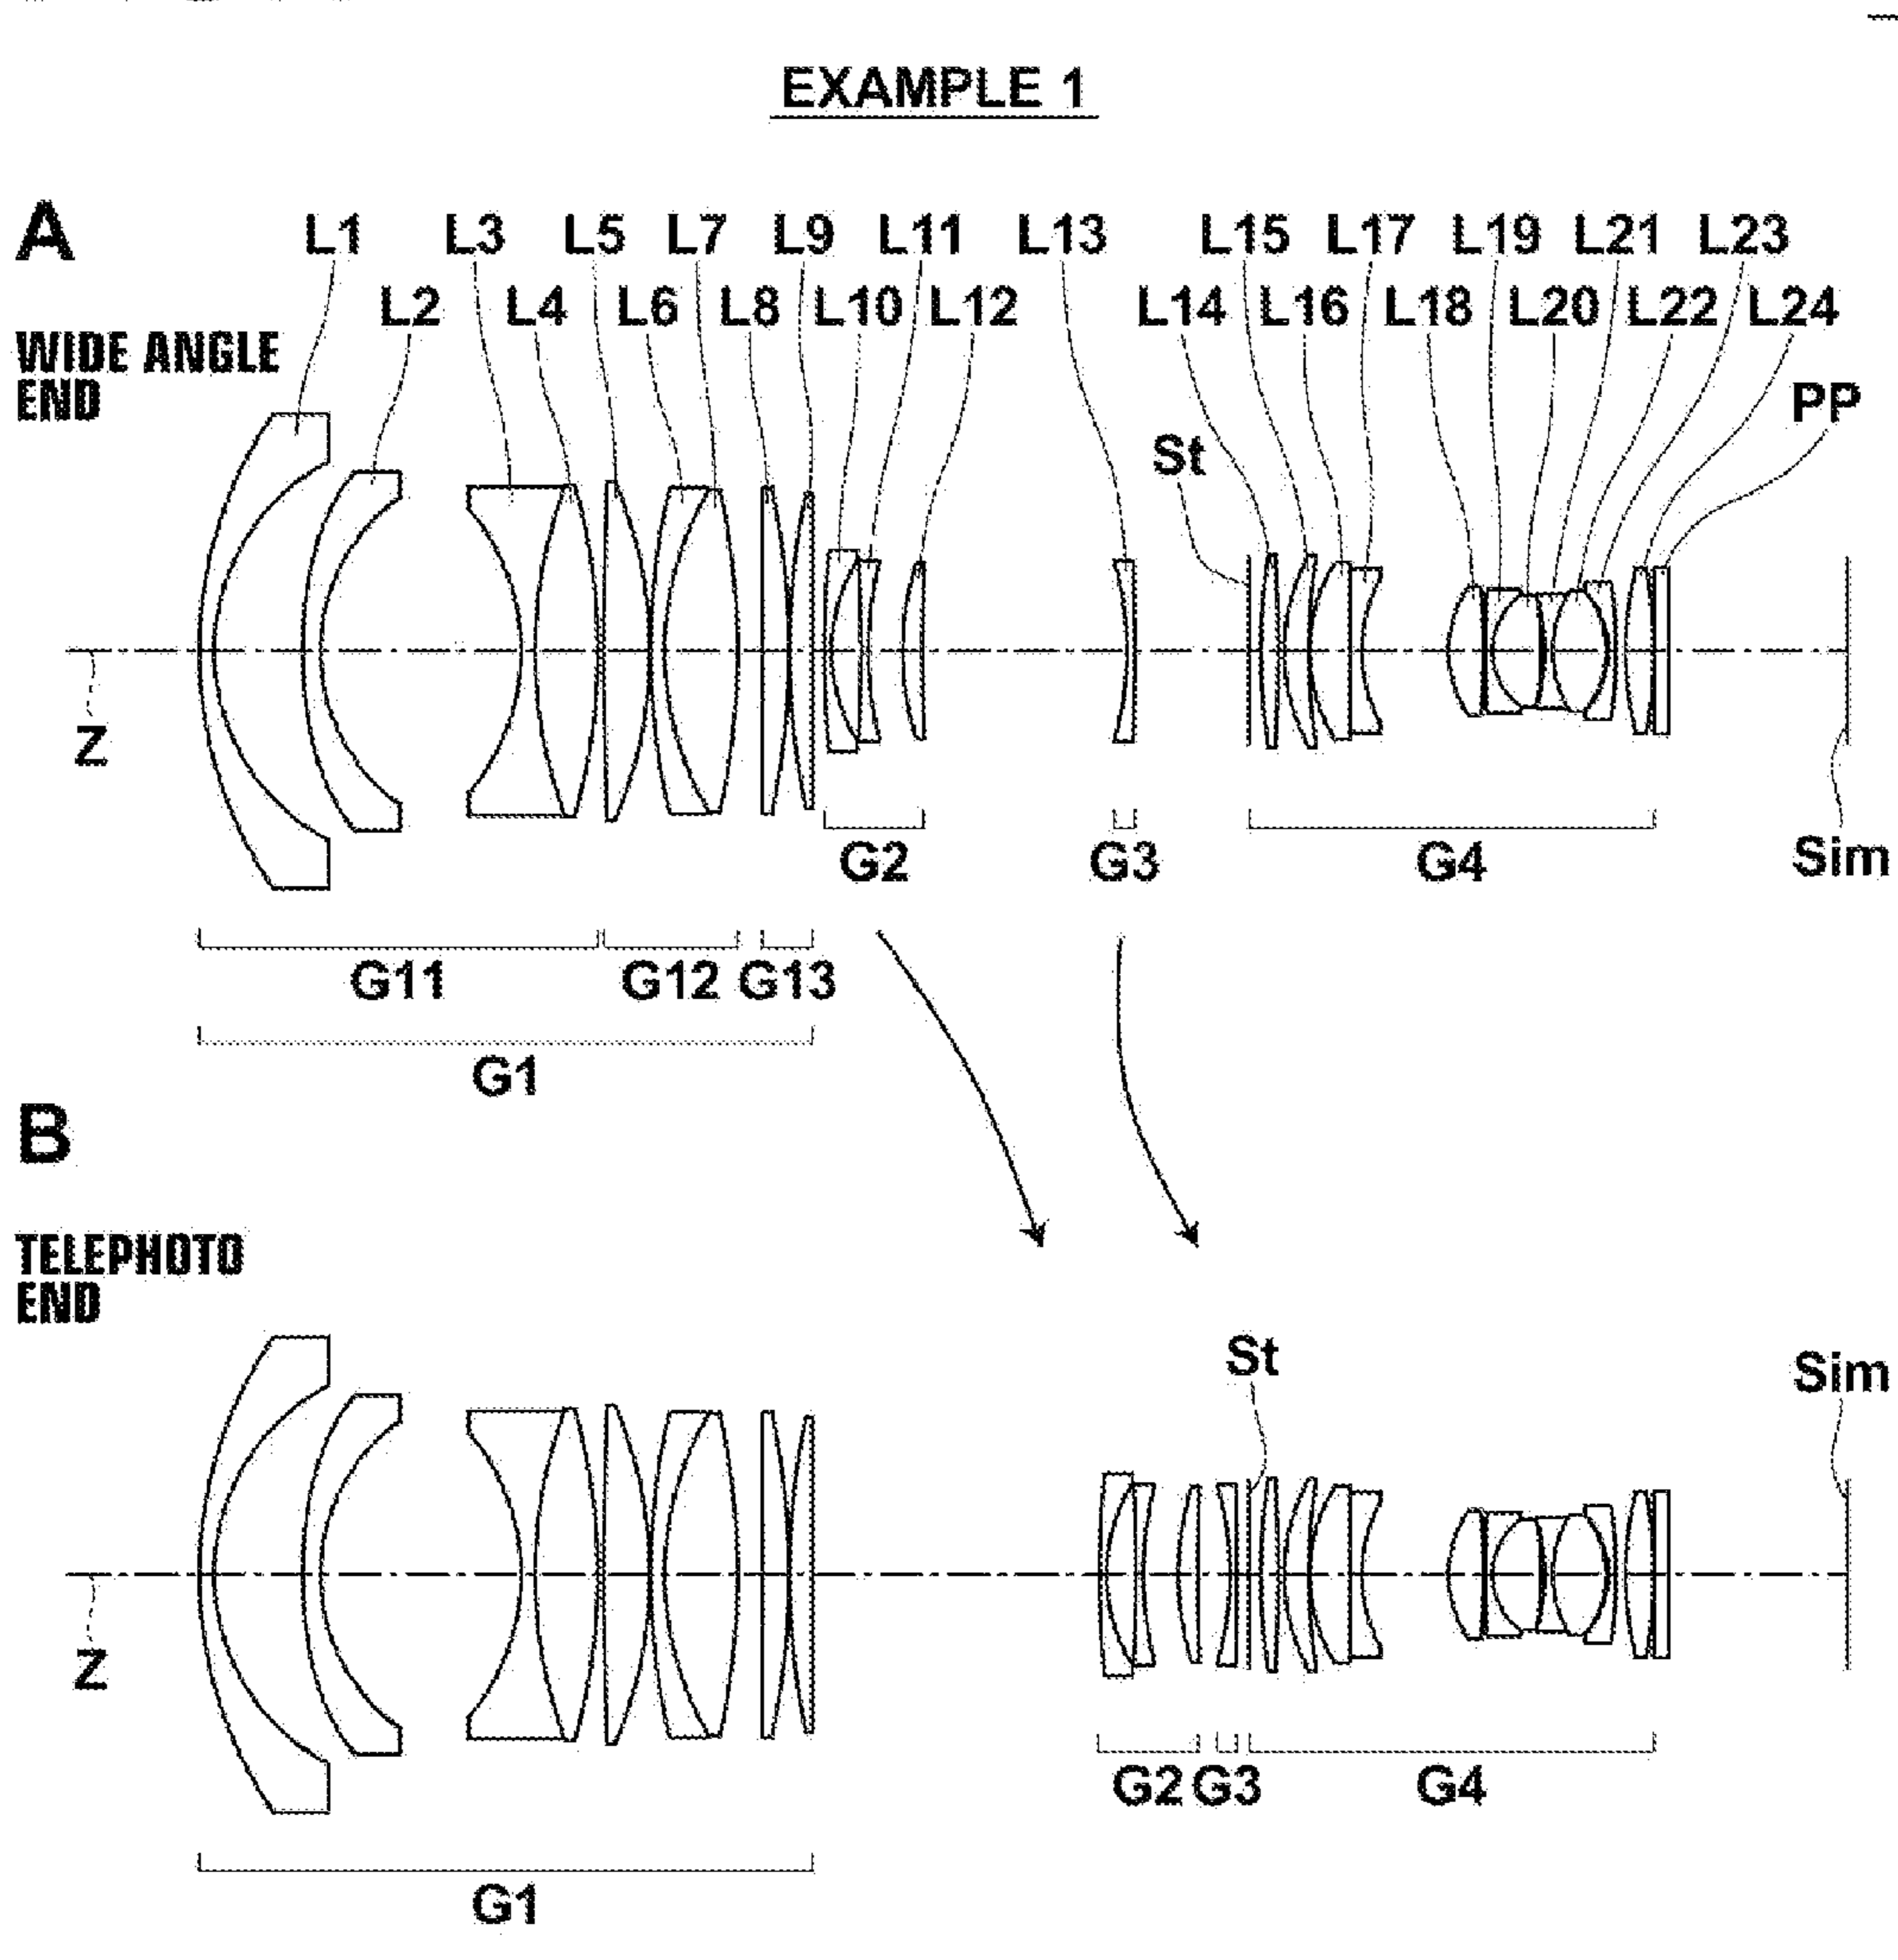 EXAMPLE 1
A
L1 L3 L5 L7 L9 L11 L13 L15 L17 L19 L21 L23
L2 L4 L6 L8 L10 L12 L14 L16 L18 L20 L22 L24
WIDE ANGLE
END
PP
St
Z
G2 G3 G4 Sim
G11 G12 G13
G1
B
TELEPHOTO
END
St Sim
Z
G2 G3 G4
G1